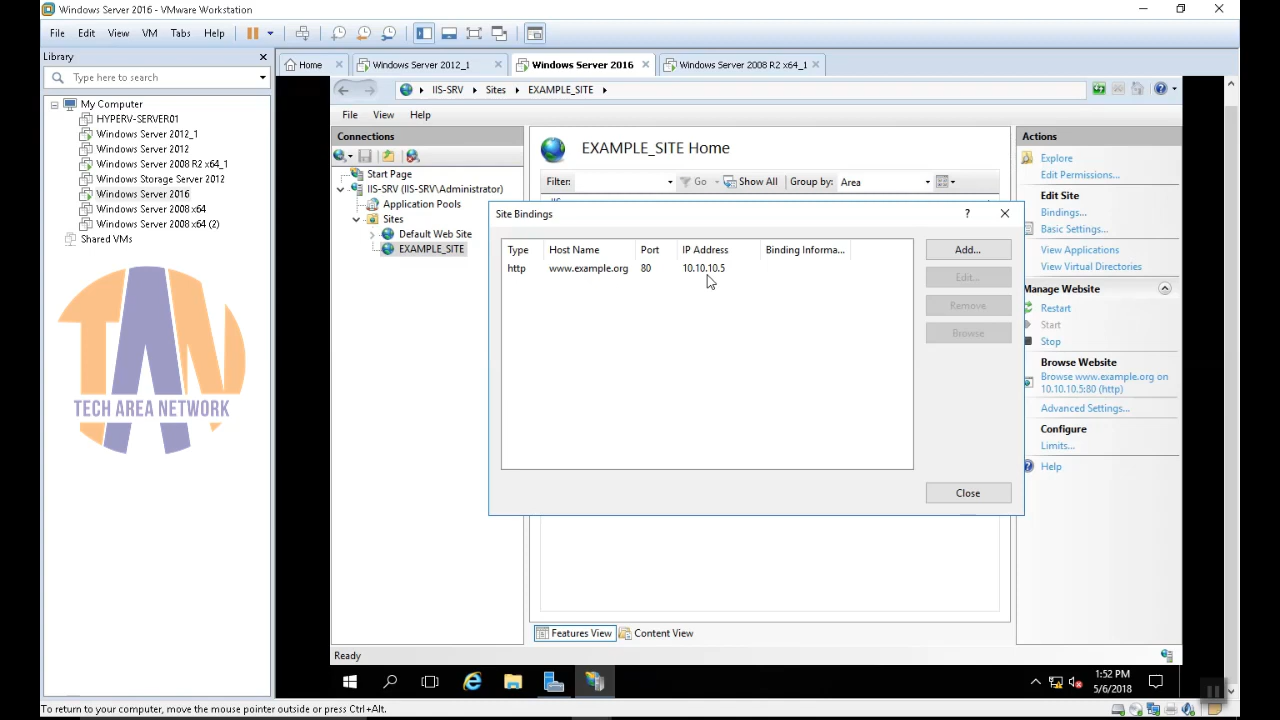 Windows Server 2016 - VMware Workstation
File Edit View VM Tabs Help
Library
Type here to search
My Computer
HYPERV-SERVER01
Windows Server 2012_1
Windows Server 2012
Windows Server 2008 R2 x64_1
Windows Storage Server 2012
Windows Server 2016
Windows Server 2008 x64
Windows Server 2008 x64 (2)
Shared VMs
TAN
TECH AREA NETWORK
Home Windows Server 2012_1 Windows Server 2016 Windows Server 2008 R2 x64_1
IIS-SRV Sites EXAMPLE_SITE
File View Help
Connections
Start Page
IIS-SRV (IIS-SRV\Administrator)
Application Pools
Sites
Default Web Site
EXAMPLE_SITE
EXAMPLE_SITE Home
Filter: Go Show All Group by: Area
IIS
Site Bindings
Type Host Name Port IP Address Binding Informa...
http www.example.org 80 10.10.10.5
Add...
Edit...
Remove
Browse
Close
Features View Content View
Actions
Explore
Edit Permissions...
Edit Site
Bindings...
Basic Settings...
View Applications
View Virtual Directories
Manage Website
Restart
Start
Stop
Browse Website
Browse www.example.org on
10.10.10.5:80 (http)
Advanced Settings...
Configure
Limits...
Help
Ready
1:52 PM
5/6/2018
To return to your computer, move the mouse pointer outside or press Ctrl+Alt.